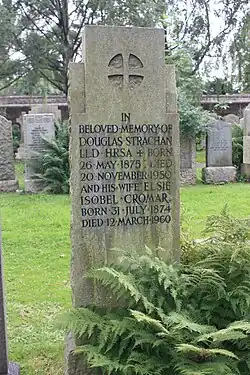 IN
BELOVED MEMORY OF
DOUGLAS STRACHAN
LLD HRSA + BORN
26 MAY 1875 DIED
20 NOVEMBER 1950
AND HIS WIFE ELSIE
ISOBEL CROMAR
BORN 31 JULY 1874
DIED 12 MARCH 1960